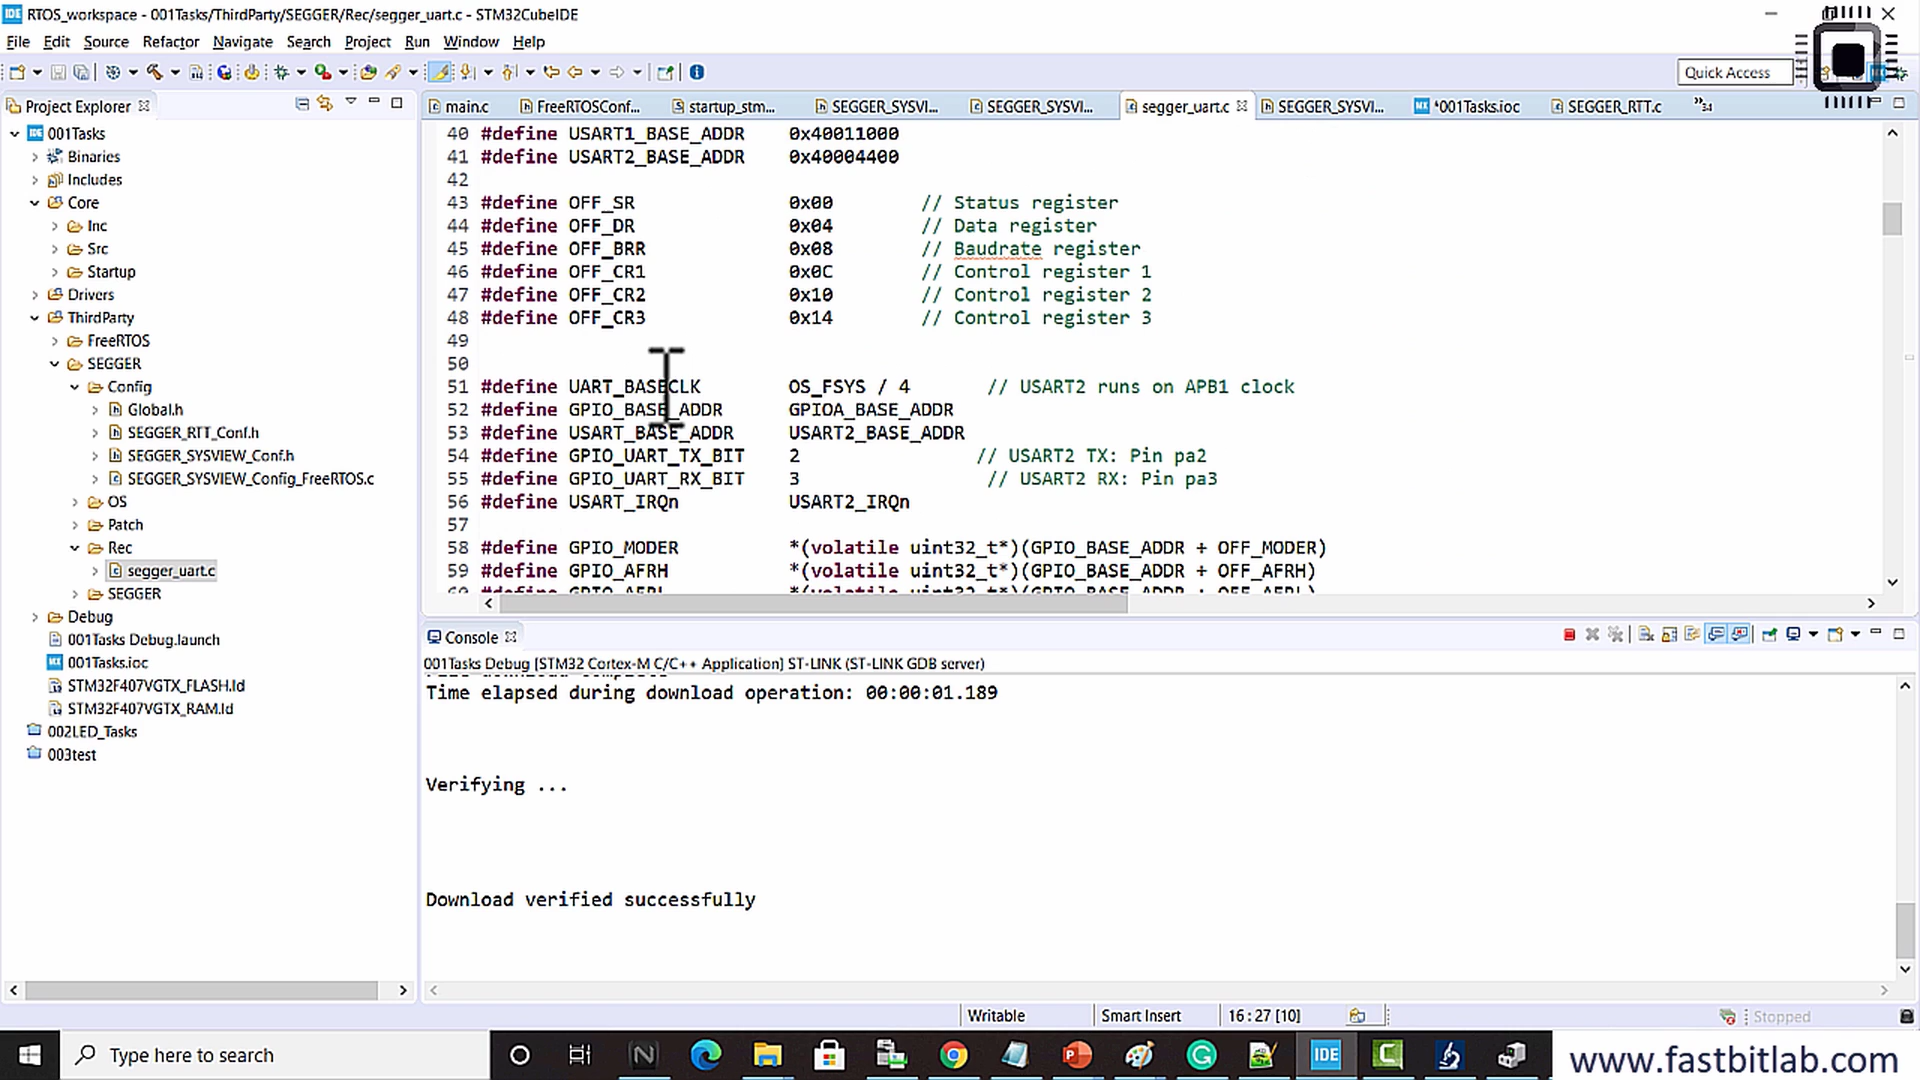 IDE RTOS_workspace - 001Tasks/ThirdParty/SEGGER/Rec/segger_uart.c - STM32CubeIDE
File Edit Source Refactor Navigate Search Project Run Window Help
Quick Access
Project Explorer
main.c FreeRTOSConf... startup_stm... SEGGER_SYSVI... SEGGER_SYSVI... segger_uart.c SEGGER_SYSVI... *001Tasks.ioc SEGGER_RTT.c »34
001Tasks
Binaries
Includes
Core
Inc
Src
Startup
Drivers
ThirdParty
FreeRTOS
SEGGER
Config
Global.h
SEGGER_RTT_Conf.h
SEGGER_SYSVIEW_Conf.h
SEGGER_SYSVIEW_Config_FreeRTOS.c
OS
Patch
Rec
segger_uart.c
SEGGER
Debug
001Tasks Debug.launch
001Tasks.ioc
STM32F407VGTX_FLASH.ld
STM32F407VGTX_RAM.ld
002LED_Tasks
003test
40 #define USART1_BASE_ADDR 0x40011000
41 #define USART2_BASE_ADDR 0x40004400
42
43 #define OFF_SR 0x00 // Status register
44 #define OFF_DR 0x04 // Data register
45 #define OFF_BRR 0x08 // Baudrate register
46 #define OFF_CR1 0x0C // Control register 1
47 #define OFF_CR2 0x10 // Control register 2
48 #define OFF_CR3 0x14 // Control register 3
49
50
51 #define UART_BASECLK OS_FSYS / 4 // USART2 runs on APB1 clock
52 #define GPIO_BASE_ADDR GPIOA_BASE_ADDR
53 #define USART_BASE_ADDR USART2_BASE_ADDR
54 #define GPIO_UART_TX_BIT 2 // USART2 TX: Pin pa2
55 #define GPIO_UART_RX_BIT 3 // USART2 RX: Pin pa3
56 #define USART_IRQn USART2_IRQn
57
58 #define GPIO_MODER *(volatile uint32_t*)(GPIO_BASE_ADDR + OFF_MODER)
59 #define GPIO_AFRH *(volatile uint32_t*)(GPIO_BASE_ADDR + OFF_AFRH)
Console
001Tasks Debug [STM32 Cortex-M C/C++ Application] ST-LINK (ST-LINK GDB server)
Time elapsed during download operation: 00:00:01.189
Verifying ...
Download verified successfully
Writable Smart Insert 16 : 27 [10] Stopped
Type here to search
IDE
www.fastbitlab.com